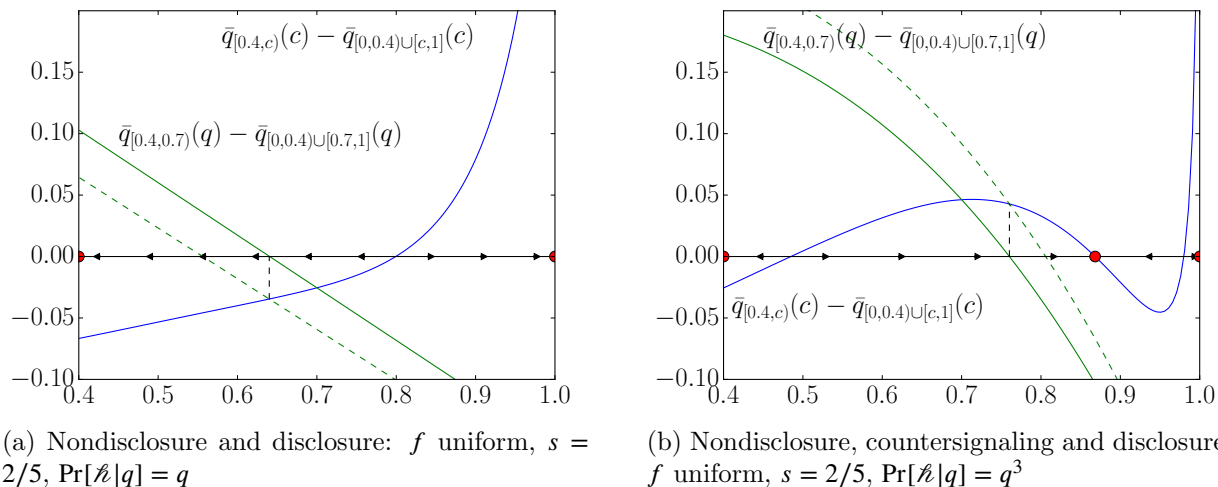 0.15
0.10
0.05
0.00
−0.05
−0.10
0.4 0.5 0.6 0.7 0.8 0.9 1.0
q̄[0.4,c)(c) − q̄[0,0.4)∪[c,1](c)
q̄[0.4,0.7)(q) − q̄[0,0.4)∪[0.7,1](q)
(a) Nondisclosure and disclosure: f uniform, s =
2/5, Pr[ℏ|q] = q
0.15
0.10
0.05
0.00
−0.05
−0.10
0.4 0.5 0.6 0.7 0.8 0.9 1.0
q̄[0.4,0.7)(q) − q̄[0,0.4)∪[0.7,1](q)
q̄[0.4,c)(c) − q̄[0,0.4)∪[c,1](c)
(b) Nondisclosure, countersignaling and disclosure
f uniform, s = 2/5, Pr[ℏ|q] = q³